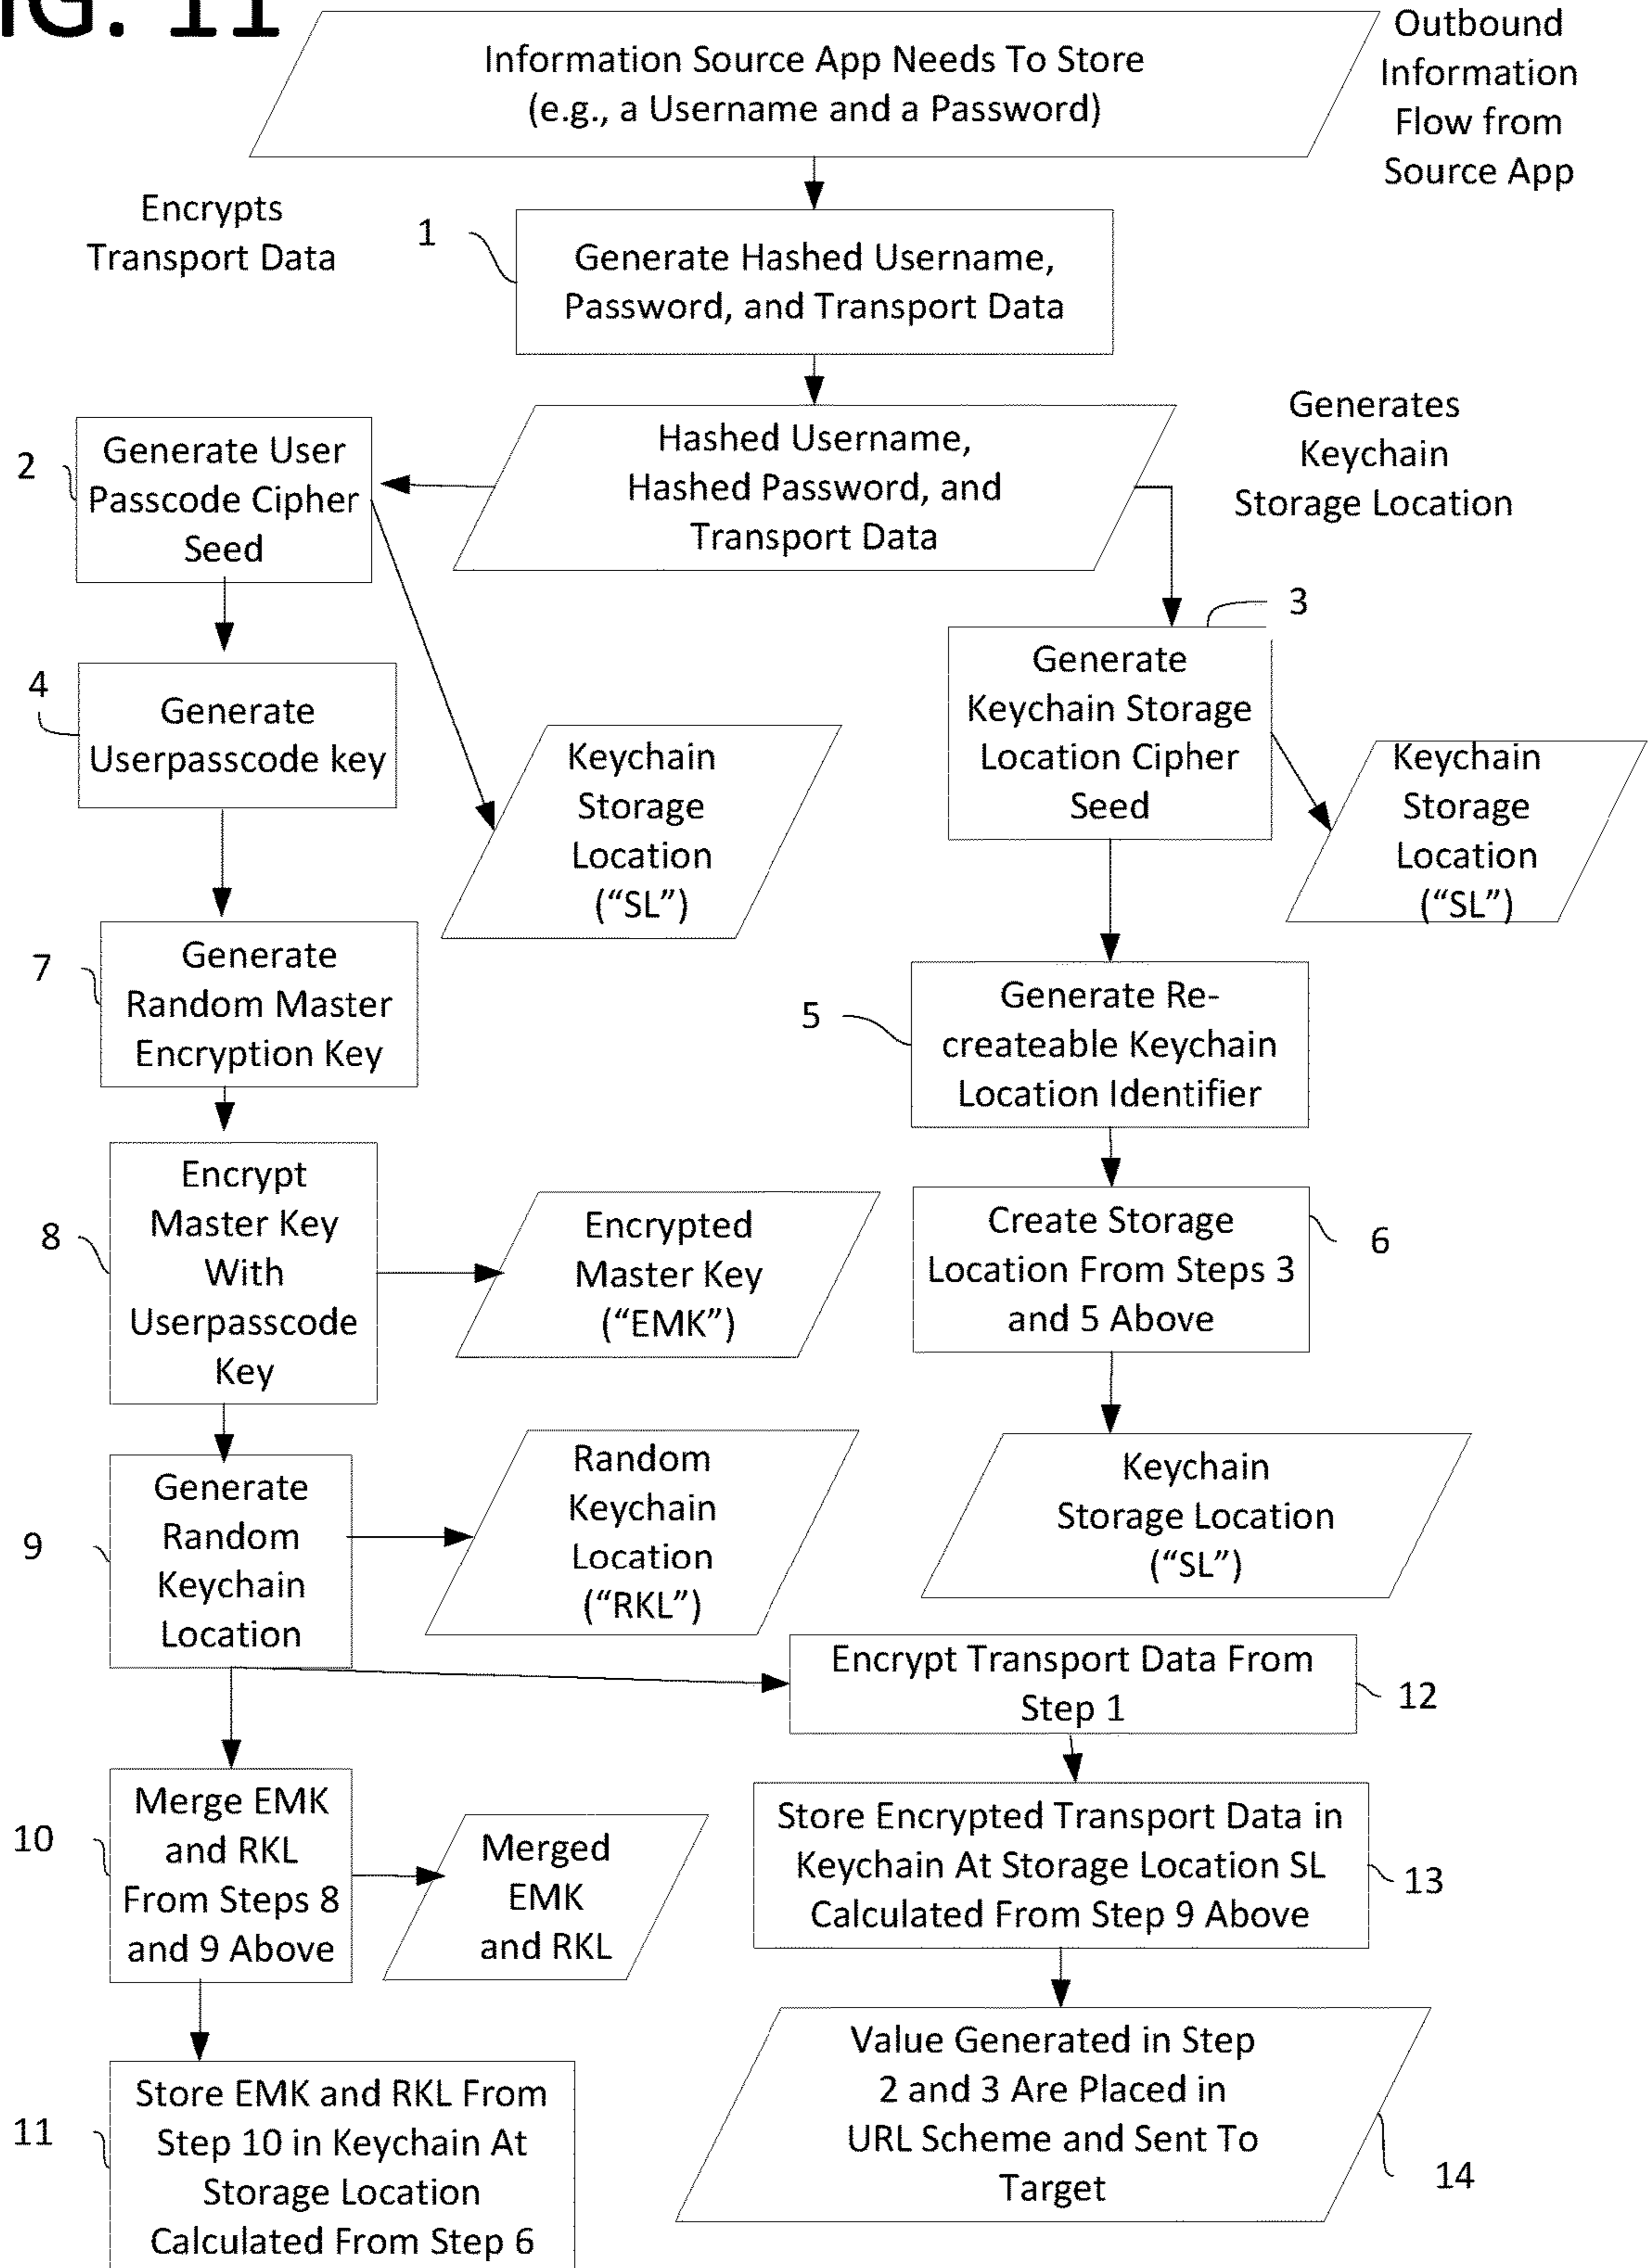 FIG. 11
Information Source App Needs To Store
(e.g., a Username and a Password)
Outbound
Information
Flow from
Source App
Encrypts
Transport Data
1
Generate Hashed Username,
Password, and Transport Data
2
Generate User
Passcode Cipher
Seed
Hashed Username,
Hashed Password, and
Transport Data
Generates
Keychain
Storage Location
3
Generate
Keychain Storage
Location Cipher
Seed
4
Generate
Userpasscode key
Keychain
Storage
Location
(“SL”)
Keychain
Storage
Location
(“SL”)
7
Generate
Random Master
Encryption Key
5
Generate Re-
createable Keychain
Location Identifier
8
Encrypt
Master Key
With
Userpasscode
Key
Encrypted
Master Key
(“EMK”)
Create Storage
Location From Steps 3
and 5 Above
6
9
Generate
Random
Keychain
Location
Random
Keychain
Location
(“RKL”)
Keychain
Storage Location
(“SL”)
Encrypt Transport Data From
Step 1
12
10
Merge EMK
and RKL
From Steps 8
and 9 Above
Merged
EMK
and RKL
Store Encrypted Transport Data in
Keychain At Storage Location SL
Calculated From Step 9 Above
13
11
Store EMK and RKL From
Step 10 in Keychain At
Storage Location
Calculated From Step 6
Value Generated in Step
2 and 3 Are Placed in
URL Scheme and Sent To
Target
14